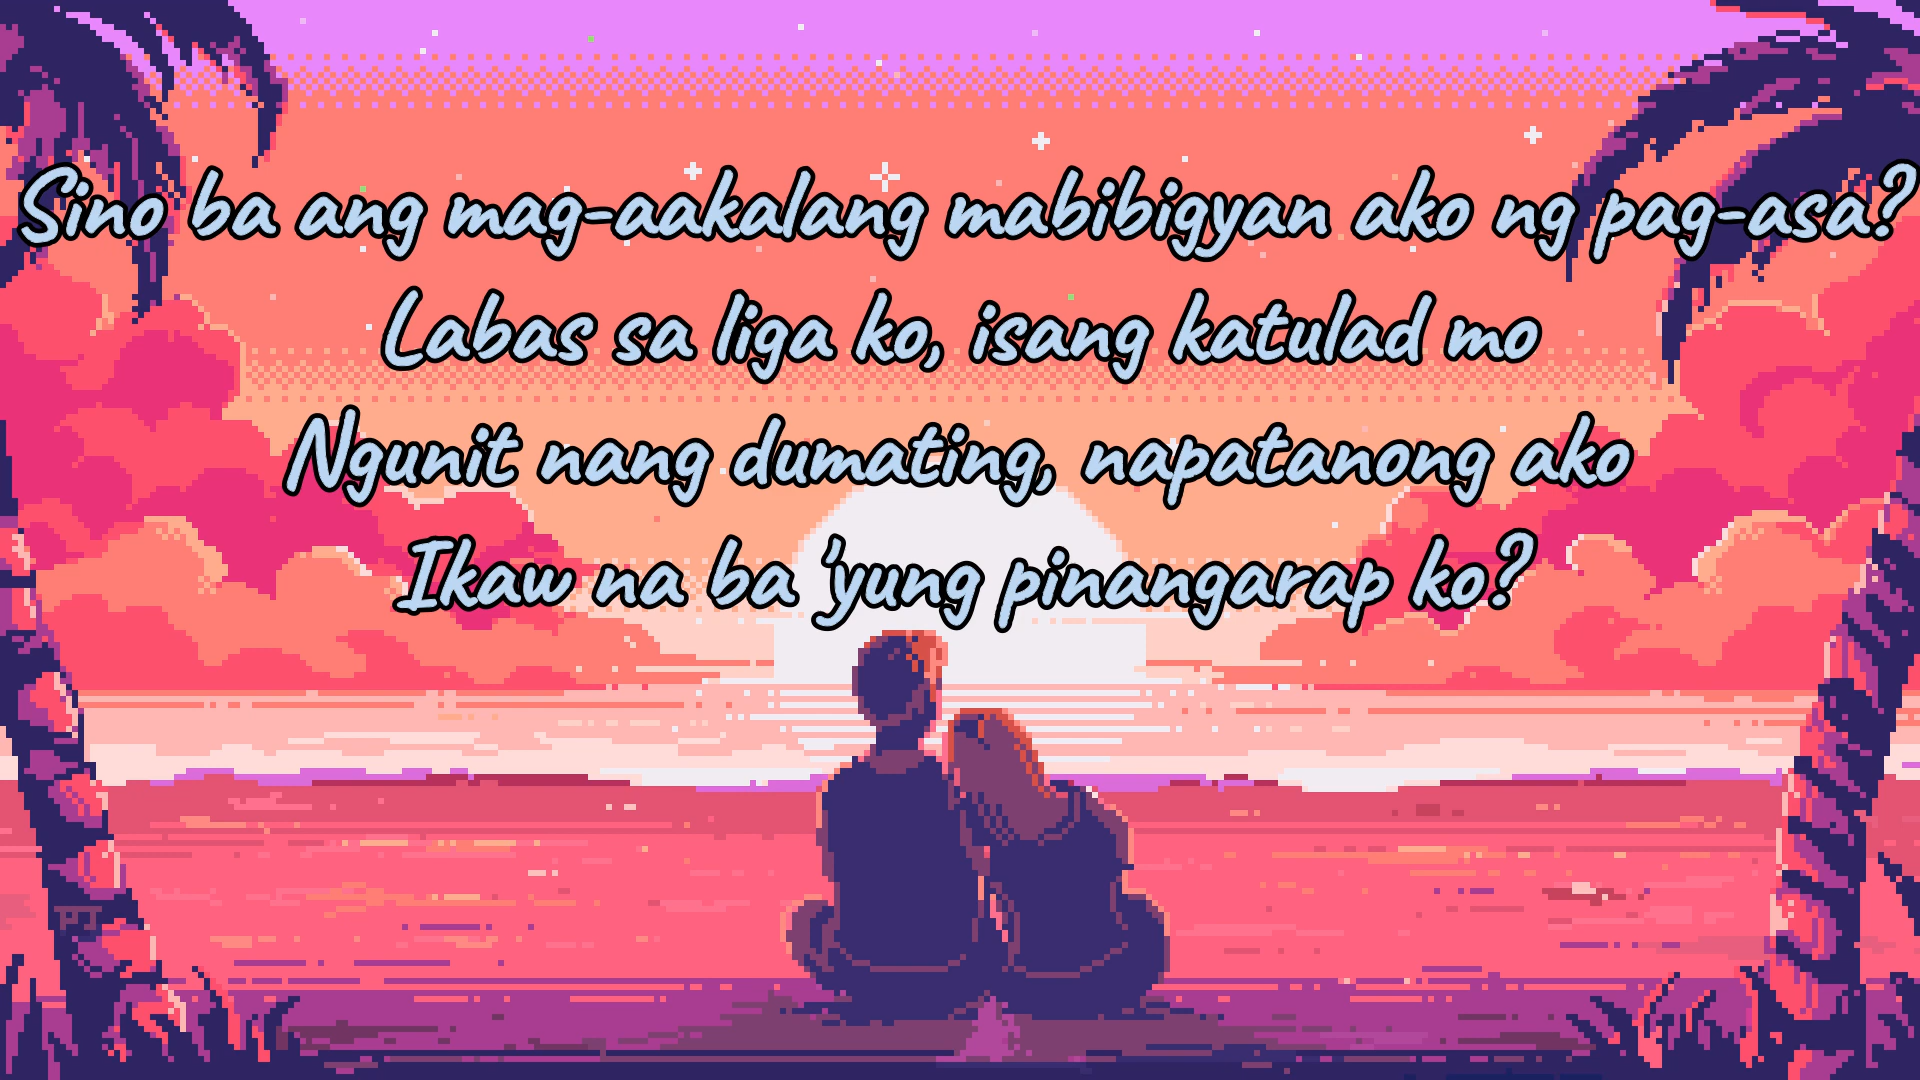 Sino ba ang mag-aakalang mabibigyan ako ng pag-asa?
Labas sa liga ko, isang katulad mo
Ngunit nang dumating, napatanong ako
Ikaw na ba 'yung pinangarap ko?